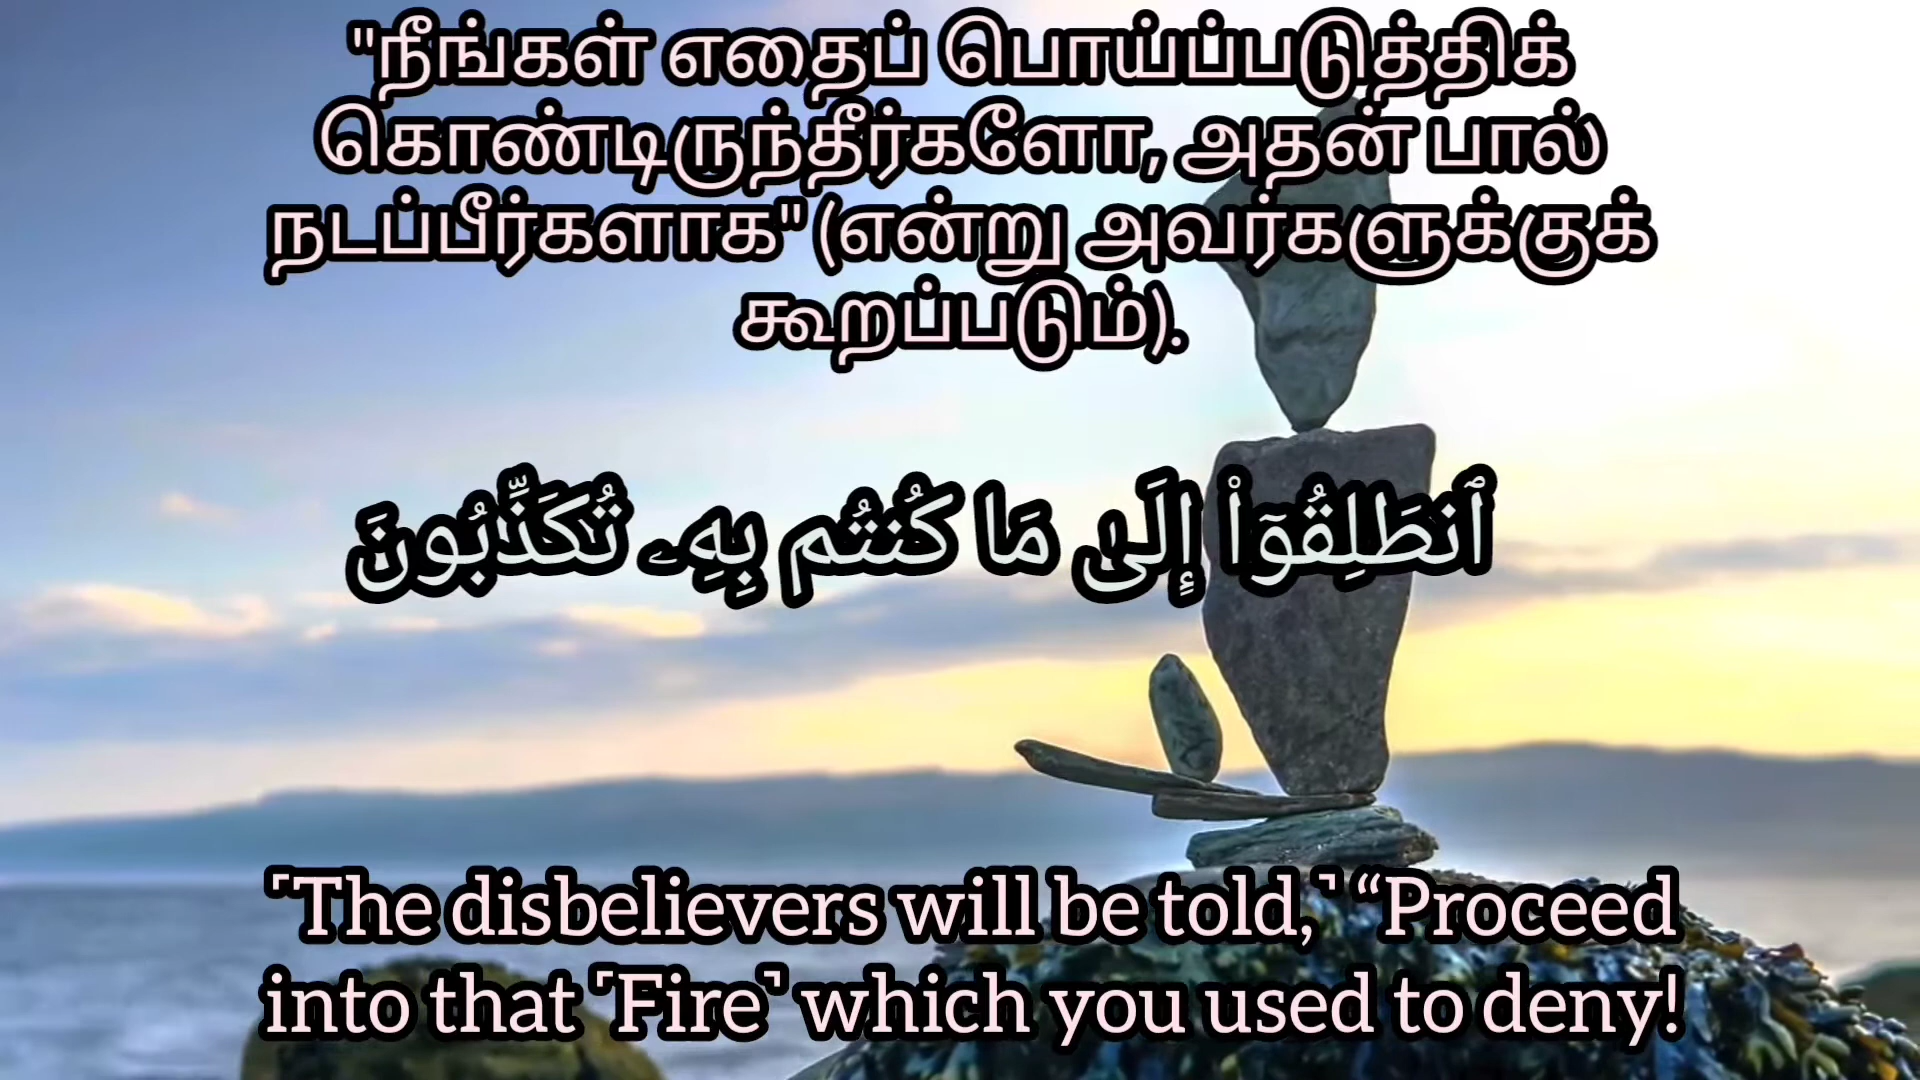 "நீங்கள் எதைப் பொய்ப்படுத்திக்
கொண்டிருந்தீர்களோ, அதன் பால்
நடப்பீர்களாக" (என்று அவர்களுக்குக்
கூறப்படும்).
ٱنطَلِقُوٓا۟ إِلَىٰ مَا كُنتُم بِهِۦ تُكَذِّبُونَ
˹The disbelievers will be told,˺ “Proceed
into that ˹Fire˺ which you used to deny!